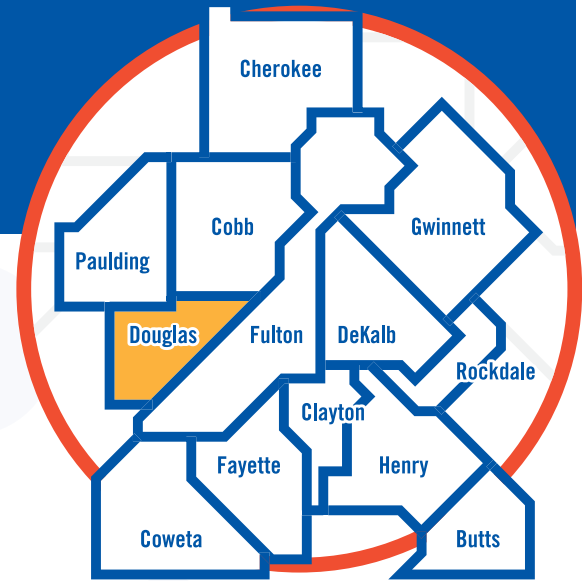 Cherokee
Cobb
Gwinnett
Paulding
Douglas
Fulton
DeKalb
Rockdale
Clayton
Fayette
Henry
Coweta
Butts